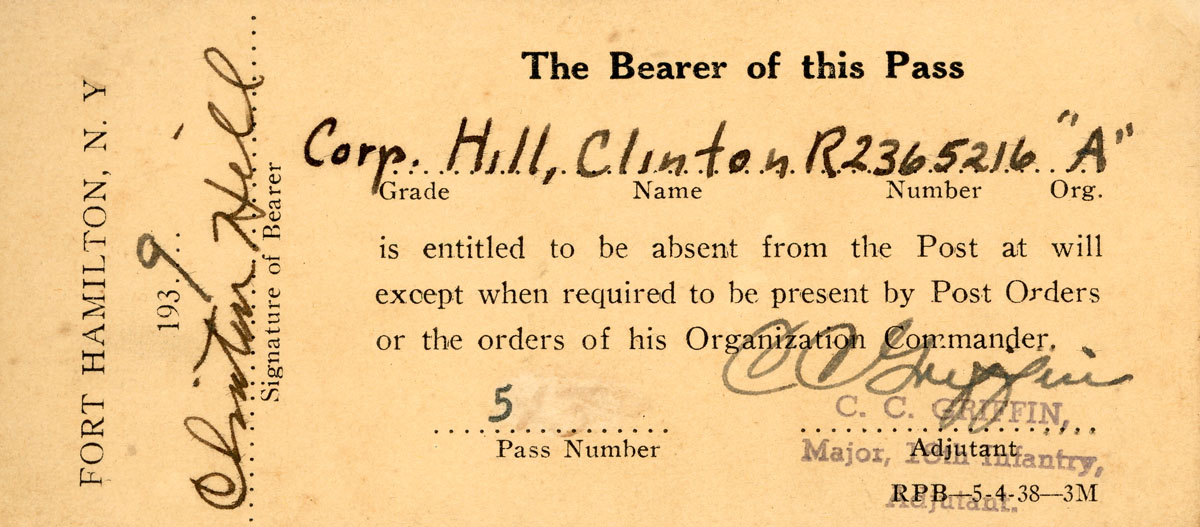 FORT HAMILTON, N. Y
1939
Clinton Hill
Signature of Bearer
The Bearer of this Pass
Corp. Hill, Clinton R2365216 "A"
Grade Name Number Org.
is entitled to be absent from the Post at will
except when required to be present by Post Orders
or the orders of his Organization Commander.
C C Griffin
5
C. C. GRIFFIN,
Pass Number Adjutant
Major, Infantry,
RPB—5-4-38—3M
Adjutant.